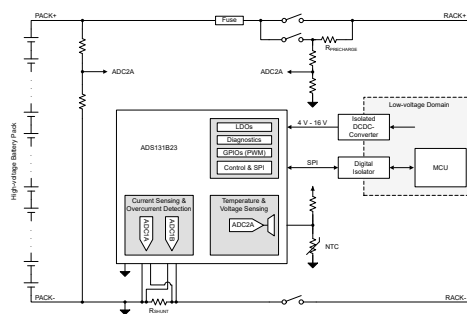 PACK+
Fuse
RACK+
RPRECHARGE
ADC2A
ADC2A
High-voltage Battery Pack
ADS131B23
LDOs
Diagnostics
GPIOs (PWM)
Control & SPI
4 V - 16 V
Isolated
DCDC-
Converter
Low-voltage Domain
SPI
Digital
Isolator
MCU
Current Sensing &
Overcurrent Detection
ADC1A
ADC1B
Temperature &
Voltage Sensing
ADC2A
NTC
PACK-
RSHUNT
RACK-